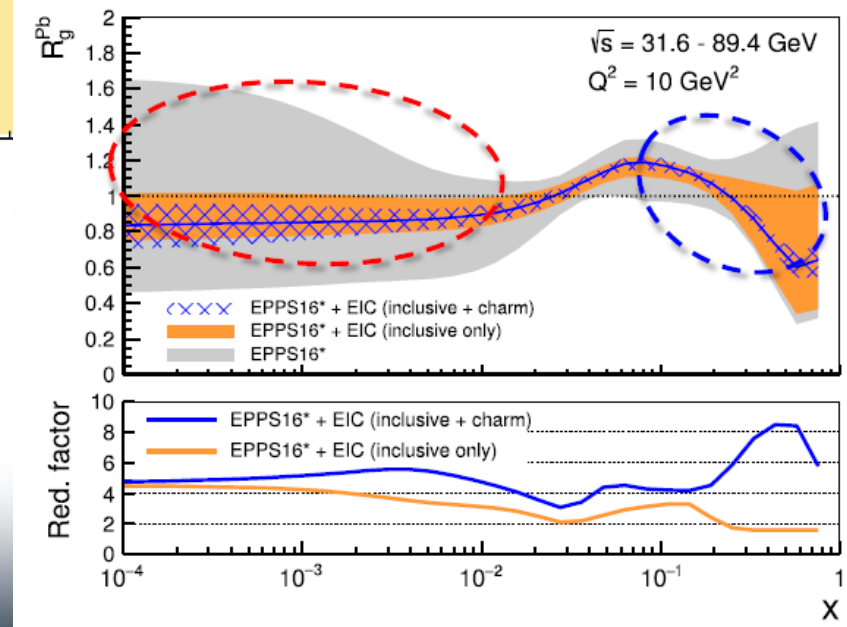 R_g^Pb
2
1.8
1.6
1.4
1.2
1
0.8
0.6
0.4
0.2
0
√s = 31.6 - 89.4 GeV
Q² = 10 GeV²
EPPS16* + EIC (inclusive + charm)
EPPS16* + EIC (inclusive only)
EPPS16*
Red. factor
10
8
6
4
2
0
EPPS16* + EIC (inclusive + charm)
EPPS16* + EIC (inclusive only)
10⁻⁴ 10⁻³ 10⁻² 10⁻¹ 1
x